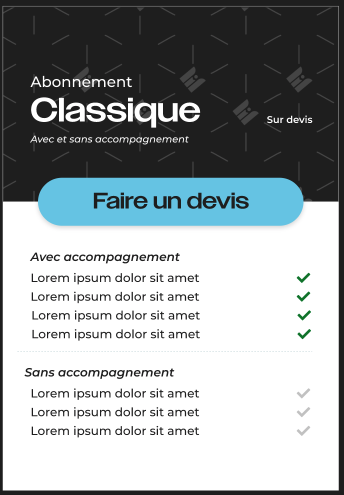 Abonnement
Classique
Sur devis
Avec et sans accompagnement
Faire un devis
Avec accompagnement
Lorem ipsum dolor sit amet
Lorem ipsum dolor sit amet
Lorem ipsum dolor sit amet
Lorem ipsum dolor sit amet
Sans accompagnement
Lorem ipsum dolor sit amet
Lorem ipsum dolor sit amet
Lorem ipsum dolor sit amet